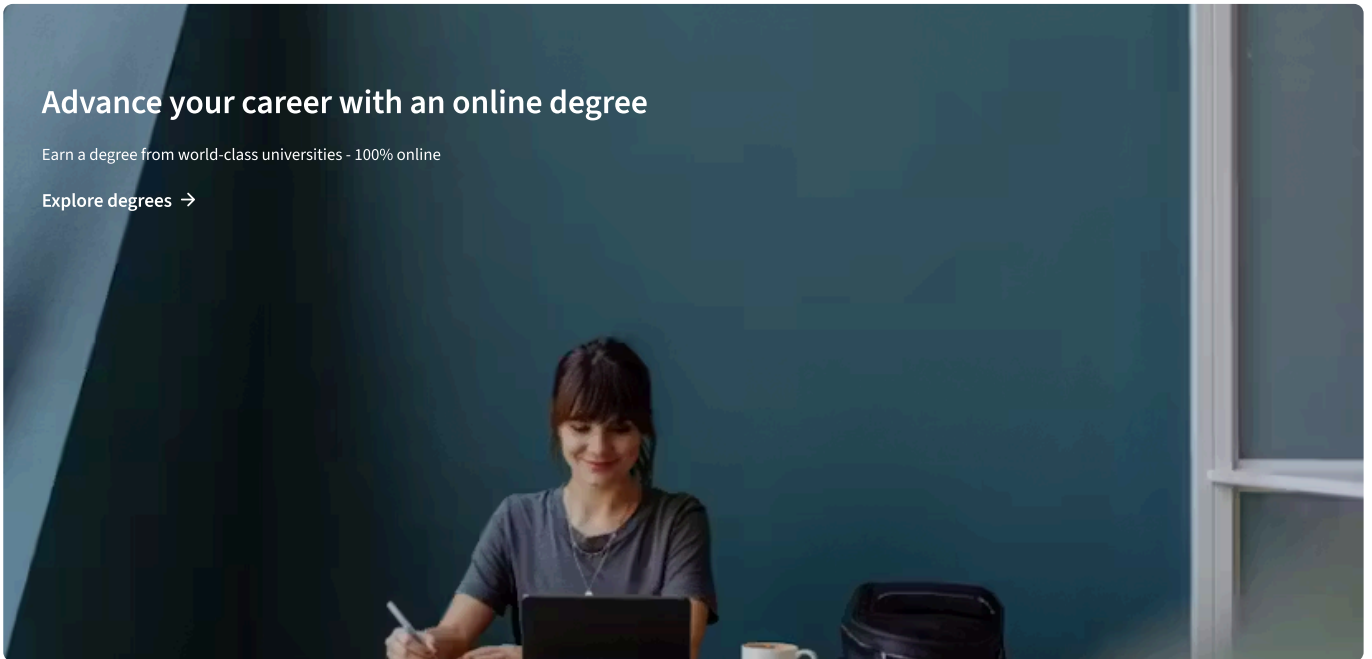 Advance your career with an online degree
Earn a degree from world-class universities - 100% online
Explore degrees →